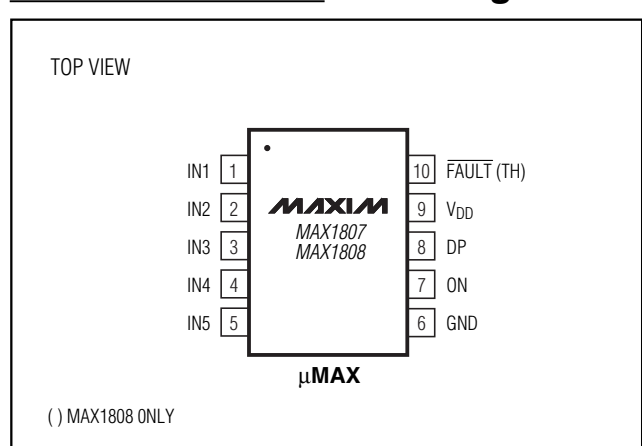 TOP VIEW
IN1 1
IN2 2
IN3 3
IN4 4
IN5 5
MAXIM
MAX1807
MAX1808
10 FAULT (TH)
9 VDD
8 DP
7 ON
6 GND
µMAX
( ) MAX1808 ONLY